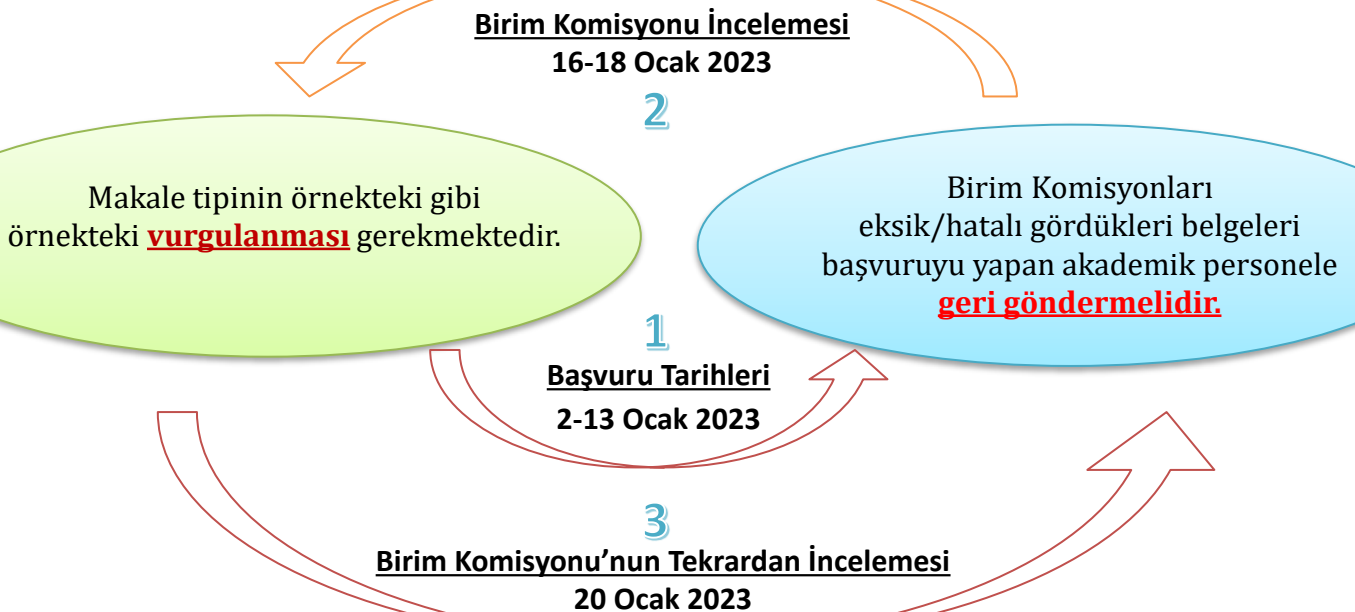 Birim Komisyonu İncelemesi
16-18 Ocak 2023
2
Makale tipinin örnekteki gibi
örnekteki vurgulanması gerekmektedir.
Birim Komisyonları
eksik/hatalı gördükleri belgeleri
başvuruyu yapan akademik personele
geri göndermelidir.
1
Başvuru Tarihleri
2-13 Ocak 2023
3
Birim Komisyonu’nun Tekrardan İncelemesi
20 Ocak 2023